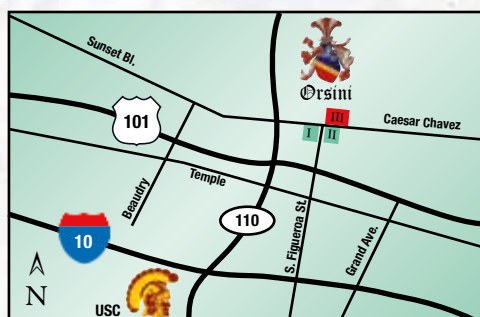 Sunset Bl.
Orsini
III
Caesar Chavez
I
II
101
Temple
Beaudry
110
S. Figueroa St.
Grand Ave.
10
N
USC